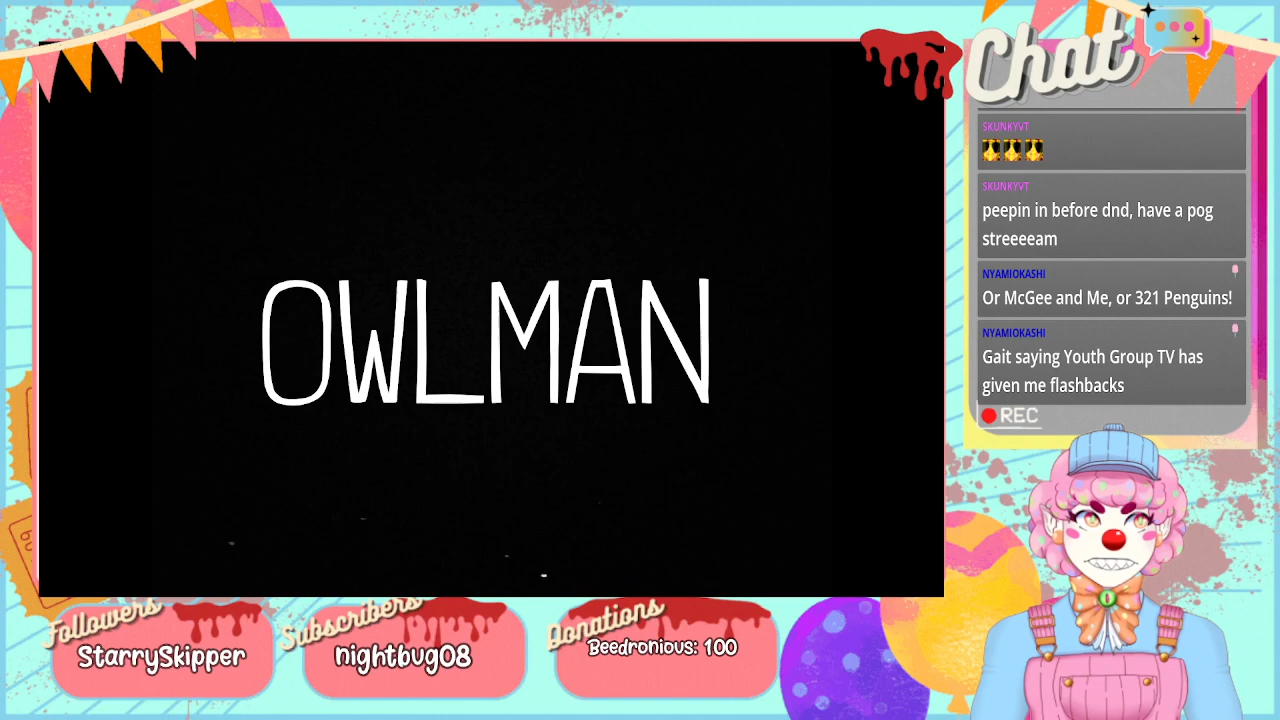 Chat
SKUNKYVT
SKUNKYVT
peepin in before dnd, have a pog
streeeeam
NYAMIOKASHI
Or McGee and Me, or 321 Penguins!
NYAMIOKASHI
Gait saying Youth Group TV has
given me flashbacks
REC
OWLMAN
Followers
StarrySkipper
Subscribers
nightbug08
Donations
Beedronious: 100